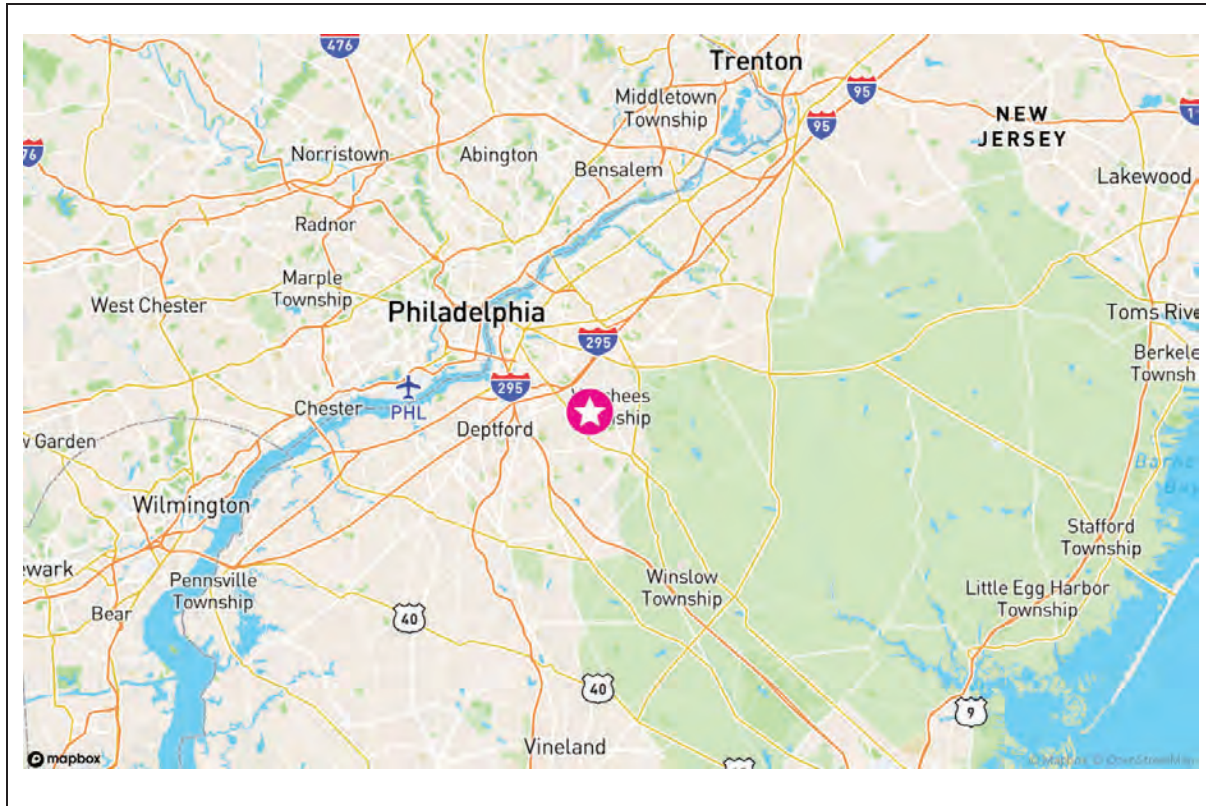 476
Trenton
95
Middletown
Township
NEW
JERSEY
95
76
Norristown
Abington
Bensalem
Lakewood
Radnor
Marple
Township
West Chester
Philadelphia
Toms Rive
295
Berkele
Townsh
295
PHL
Chester
Deptford
hees
ship
w Garden
Wilmington
Stafford
Township
ewark
Pennsville
Township
Winslow
Township
Little Egg Harbor
Township
Bear
40
40
9
Vineland
mapbox
© Mapbox © OpenStreetMap